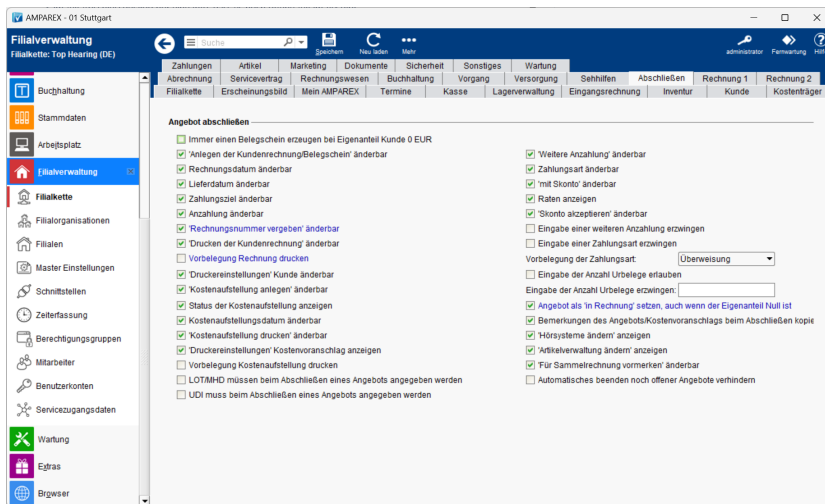 AMPAREX - 01 Stuttgart
Filialverwaltung
Filialkette: Top Hearing (DE)
Suche
Speichern
Neu laden
Mehr
administrator
Fernwartung
Hilf
Zahlungen Artikel Marketing Dokumente Sicherheit Sonstiges Wartung
Abrechnung Servicevertrag Rechnungswesen Buchhaltung Vorgang Versorgung Sehhilfen Abschließen Rechnung 1 Rechnung 2
Filialkette Erscheinungsbild Mein AMPAREX Termine Kasse Lagerverwaltung Eingangsrechnung Inventur Kunde Kostenträger
Buchhaltung
Stammdaten
Arbeitsplatz
Filialverwaltung
Filialkette
Filialorganisationen
Filialen
Master Einstellungen
Schnittstellen
Zeiterfassung
Berechtigungsgruppen
Mitarbeiter
Benutzerkonten
Servicezugangsdaten
Wartung
Extras
Browser
Angebot abschließen
Immer einen Belegschein erzeugen bei Eigenanteil Kunde 0 EUR
'Anlegen der Kundenrechnung/Belegschein' änderbar
Rechnungsdatum änderbar
Lieferdatum änderbar
Zahlungsziel änderbar
Anzahlung änderbar
'Rechnungsnummer vergeben' änderbar
'Drucken der Kundenrechnung' änderbar
Vorbelegung Rechnung drucken
'Druckereinstellungen' Kunde änderbar
'Kostenaufstellung anlegen' änderbar
Status der Kostenaufstellung anzeigen
Kostenaufstellungsdatum änderbar
'Kostenaufstellung drucken' änderbar
'Druckereinstellungen' Kostenvoranschlag anzeigen
Vorbelegung Kostenaufstellung drucken
LOT/MHD müssen beim Abschließen eines Angebots angegeben werden
UDI muss beim Abschließen eines Angebots angegeben werden
'Weitere Anzahlung' änderbar
Zahlungsart änderbar
'mit Skonto' änderbar
Raten anzeigen
'Skonto akzeptieren' änderbar
Eingabe einer weiteren Anzahlung erzwingen
Eingabe einer Zahlungsart erzwingen
Vorbelegung der Zahlungsart: Überweisung
Eingabe der Anzahl Urbelege erlauben
Eingabe der Anzahl Urbelege erzwingen:
Angebot als 'in Rechnung' setzen, auch wenn der Eigenanteil Null ist
Bemerkungen des Angebots/Kostenvoranschlags beim Abschließen kopie
'Hörsysteme ändern' anzeigen
'Artikelverwaltung ändern' anzeigen
'Für Sammelrechnung vormerken' änderbar
Automatisches beenden noch offener Angebote verhindern